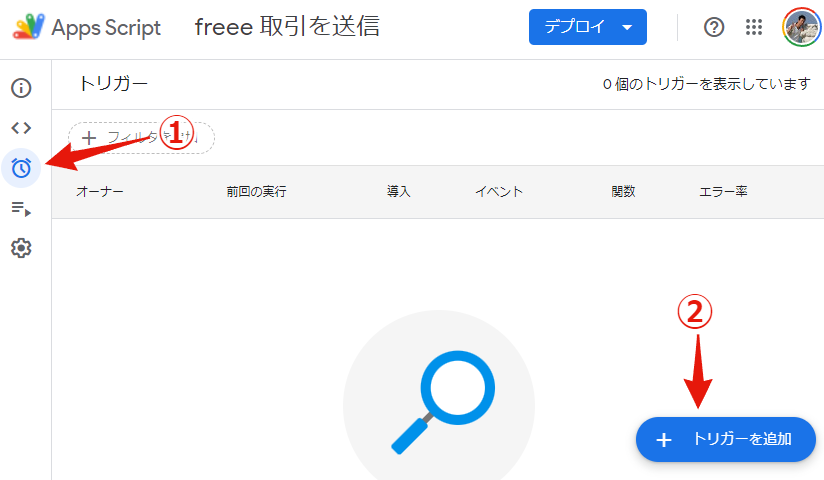 Apps Script freee 取引を送信 デプロイ
トリガー 0 個のトリガーを表示しています
①
フィルタを
オーナー 前回の実行 導入 イベント 関数 エラー率
②
トリガーを追加